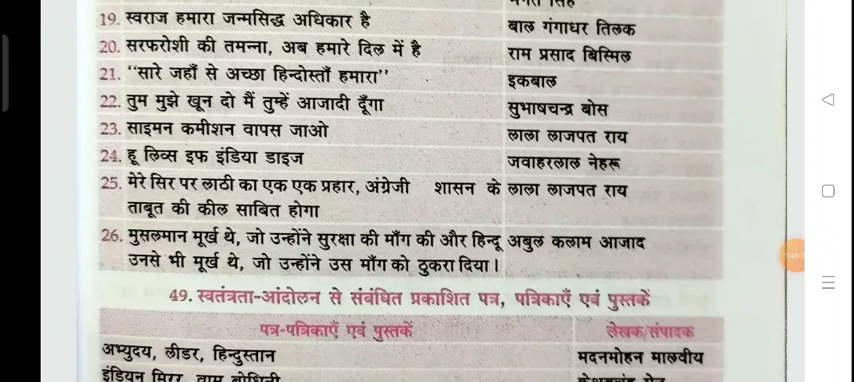 19. स्वराज हमारा जन्मसिद्ध अधिकार है बाल गंगाधर तिलक
20. सरफरोशी की तमन्ना, अब हमारे दिल में है राम प्रसाद बिस्मिल
21. “सारे जहाँ से अच्छा हिन्दोस्ताँ हमारा” इकबाल
22. तुम मुझे खून दो मैं तुम्हें आजादी दूँगा सुभाषचन्द्र बोस
23. साइमन कमीशन वापस जाओ लाला लाजपत राय
24. हू लिव्स इफ इंडिया डाइज जवाहरलाल नेहरू
25. मेरे सिर पर लाठी का एक एक प्रहार, अंग्रेजी शासन के लाला लाजपत राय
ताबूत की कील साबित होगा
26. मुसलमान मूर्ख थे, जो उन्होंने सुरक्षा की माँग की और हिन्दू अबुल कलाम आजाद
उनसे भी मूर्ख थे, जो उन्होंने उस माँग को ठुकरा दिया।
49. स्वतंत्रता-आंदोलन से संबंधित प्रकाशित पत्र, पत्रिकाएँ एवं पुस्तकें
पत्र-पत्रिकाएँ एवं पुस्तकें लेखक/संपादक
अभ्युदय, लीडर, हिन्दुस्तान मदनमोहन मालवीय
इंडियन मिरर